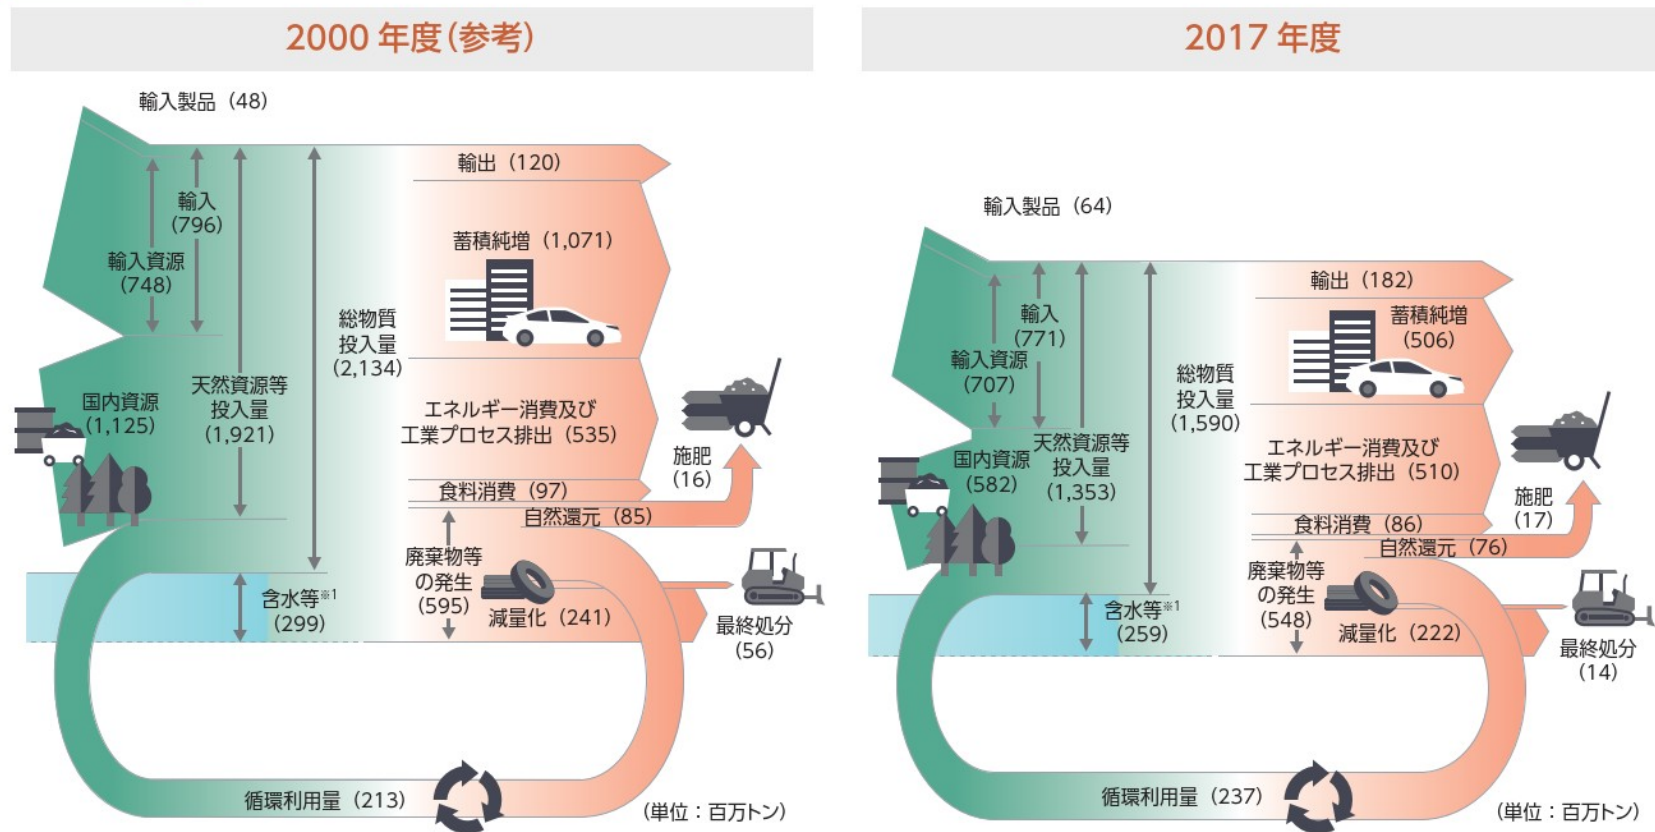 2000 年度（参考）
輸入製品（48）
輸入
（796）
輸入資源
（748）
国内資源
（1,125）
天然資源等
投入量
（1,921）
総物質
投入量
（2,134）
含水等※1
（299）
輸出（120）
蓄積純増（1,071）
エネルギー消費及び
工業プロセス排出（535）
食料消費（97）
自然還元（85）
施肥
（16）
廃棄物等
の発生
（595）
減量化（241）
最終処分
（56）
循環利用量（213）
（単位：百万トン）
2017 年度
輸入製品（64）
輸入
（771）
輸入資源
（707）
国内資源
（582）
天然資源等
投入量
（1,353）
総物質
投入量
（1,590）
含水等※1
（259）
輸出（182）
蓄積純増
（506）
エネルギー消費及び
工業プロセス排出（510）
食料消費（86）
自然還元（76）
施肥
（17）
廃棄物等
の発生
（548）
減量化（222）
最終処分
（14）
循環利用量（237）
（単位：百万トン）